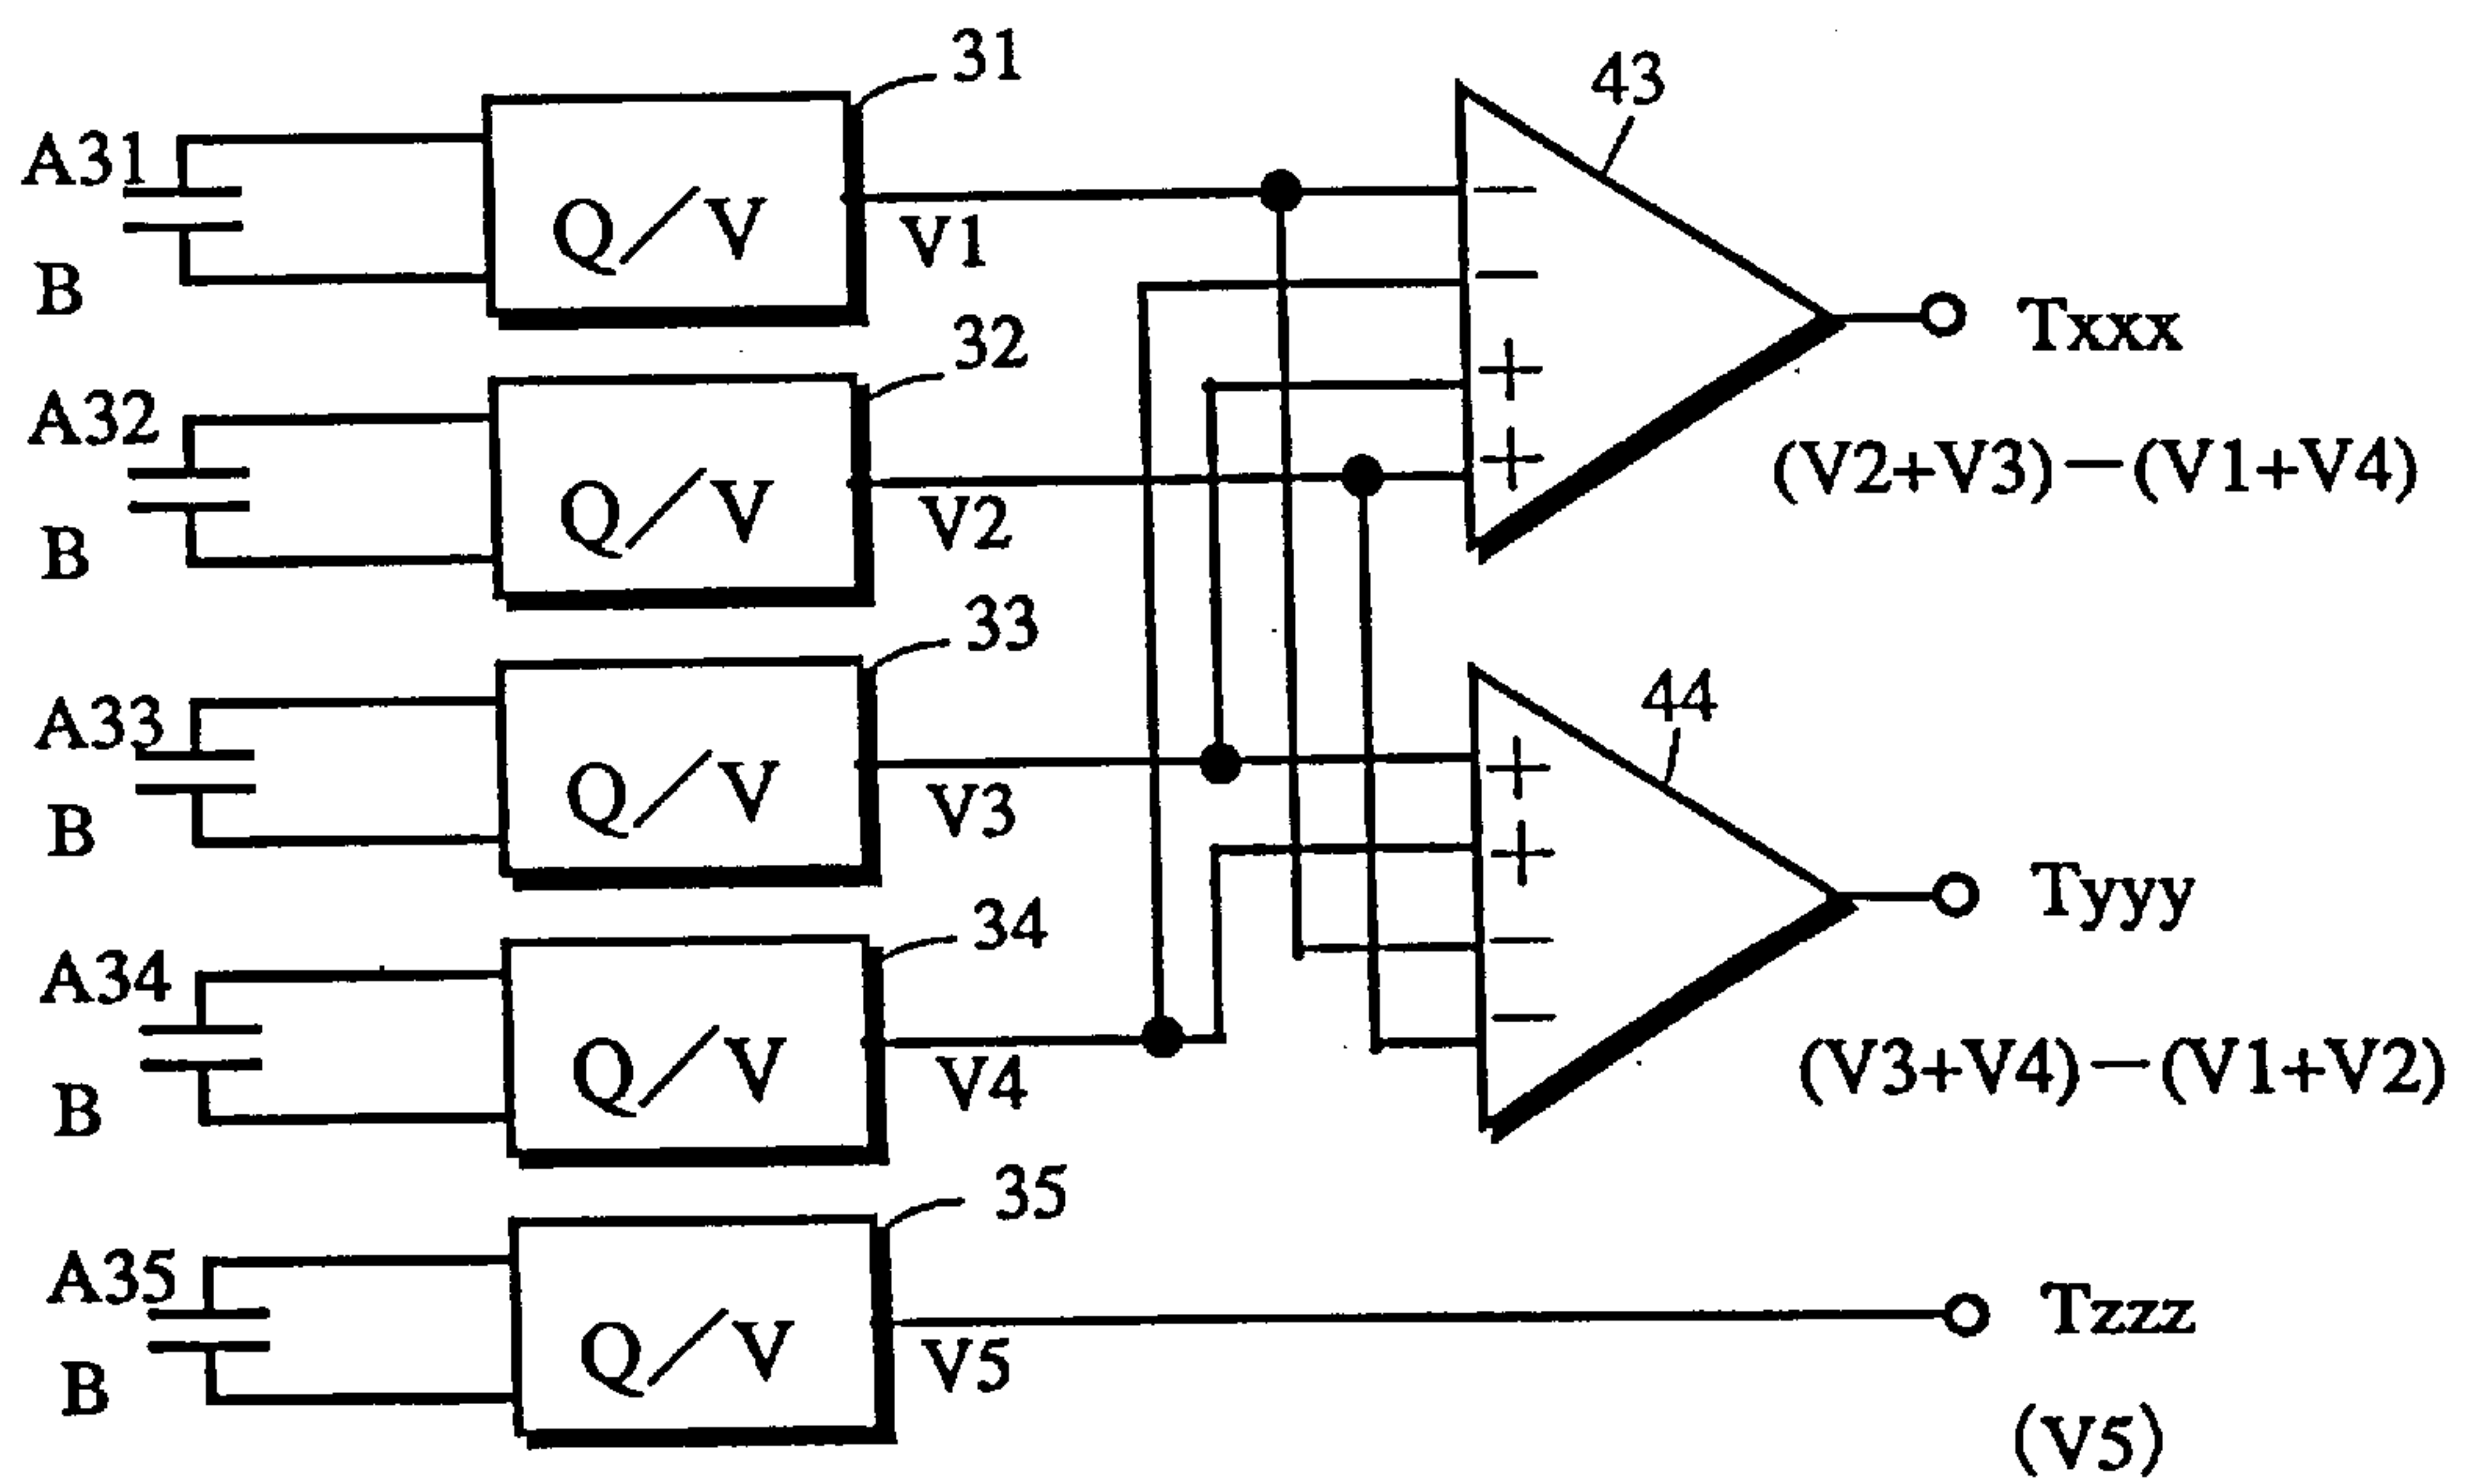 31
A31
Q/V
V1
B
43
−
−
+
+
Txxx
(V2+V3)−(V1+V4)
32
A32
Q/V
V2
B
33
A33
Q/V
V3
B
44
+
+
−
−
Tyyy
(V3+V4)−(V1+V2)
34
A34
Q/V
V4
B
35
A35
Q/V
V5
B
Tzzz
(V5)